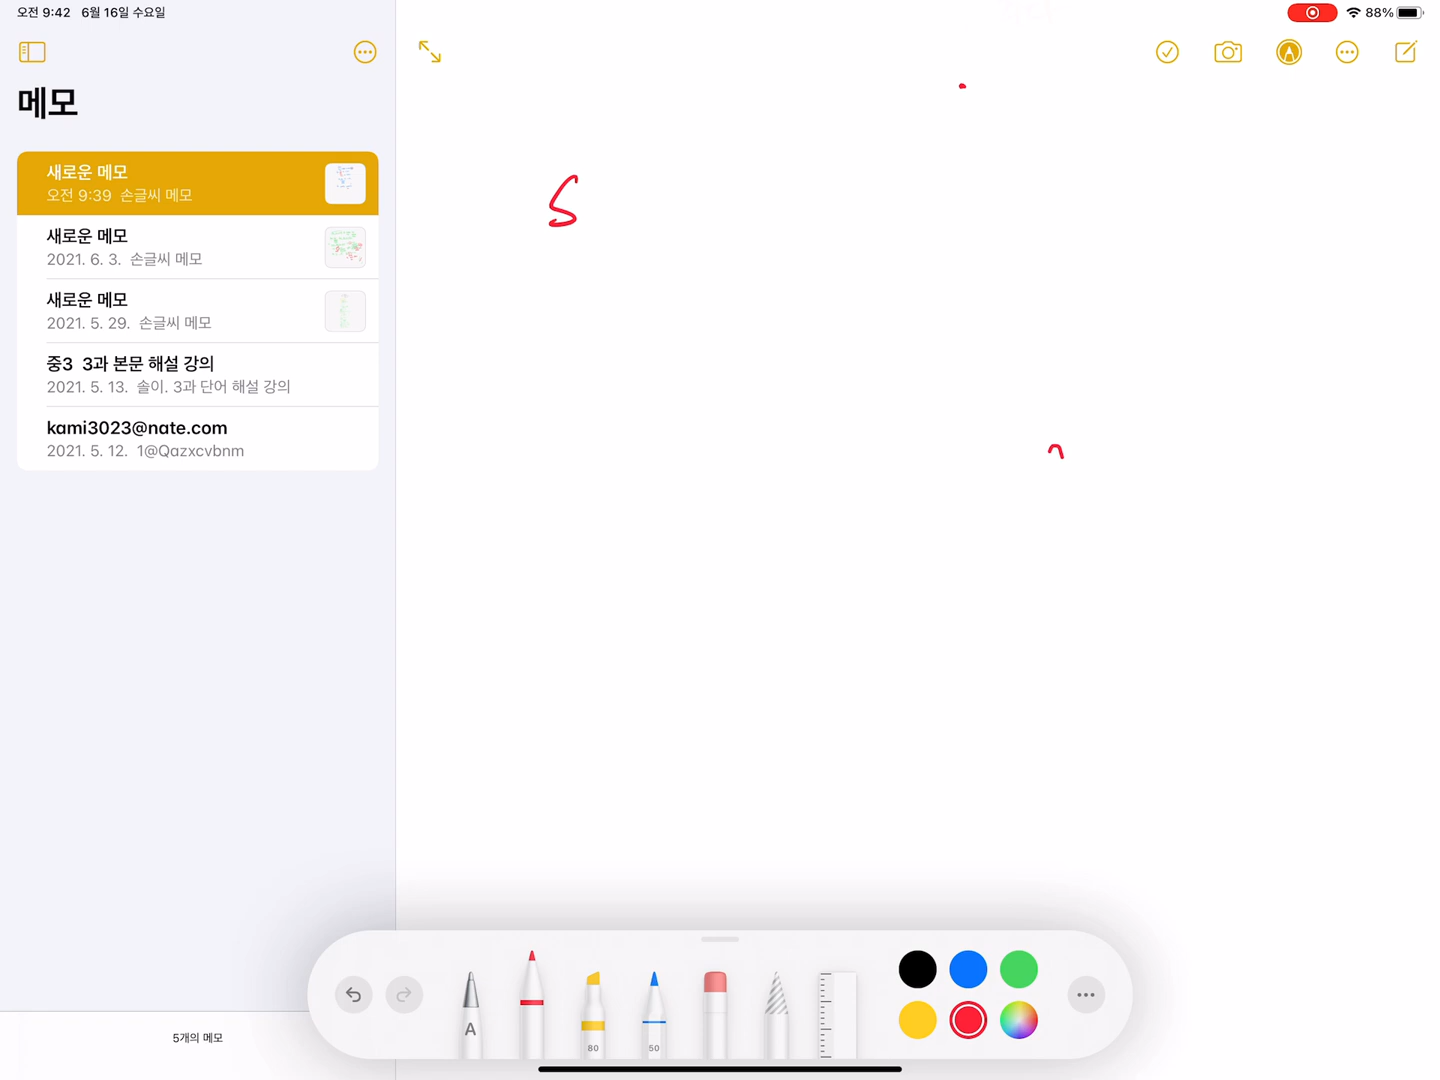 오전 9:42 6월 16일 수요일
88%
메모
새로운 메모
오전 9:39 손글씨 메모
새로운 메모
2021. 6. 3. 손글씨 메모
새로운 메모
2021. 5. 29. 손글씨 메모
중3 3과 본문 해설 강의
2021. 5. 13. 솔이. 3과 단어 해설 강의
kami3023@nate.com
2021. 5. 12. 1@Qazxcvbnm
5개의 메모
S
A
80
50